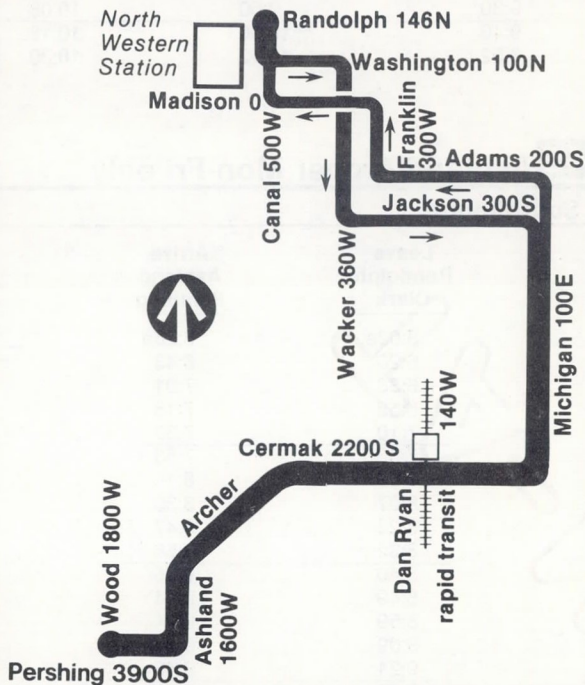 North
Western
Station
Randolph 146N
Washington 100N
Madison 0
Canal 500W
Franklin
300W
Adams 200S
Jackson 300S
Wacker 360W
Michigan 100E
Cermak 2200S
140W
Dan Ryan
rapid transit
Archer
Wood 1800W
Ashland
1600W
Pershing 3900S